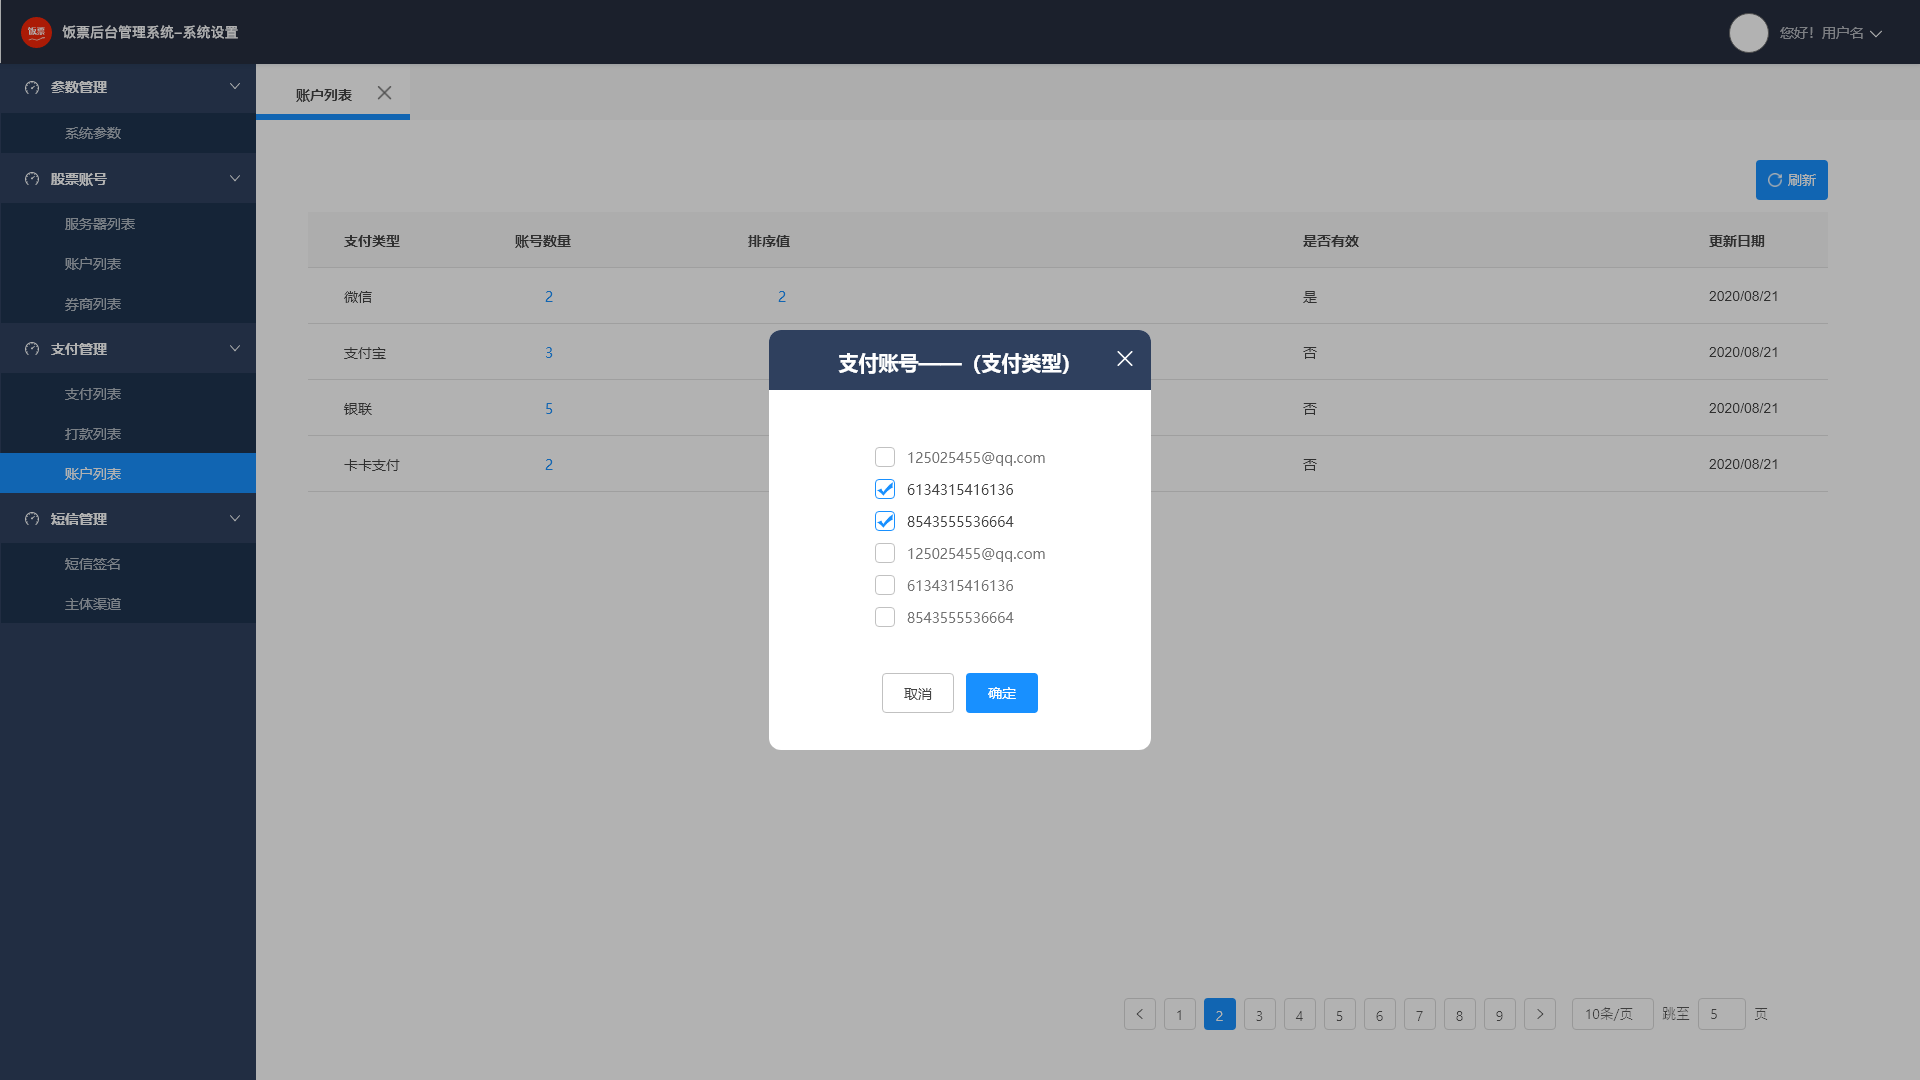 饭票 饭票后台管理系统–系统设置 您好！用户名
参数管理
系统参数
股票账号
服务器列表
账户列表
券商列表
支付管理
支付列表
打款列表
账户列表
短信管理
短信签名
主体渠道
账户列表
刷新
支付类型 账号数量 排序值 是否有效 更新日期
微信 2 2 是 2020/08/21
支付宝 3 否 2020/08/21
银联 5 否 2020/08/21
卡卡支付 2 否 2020/08/21
支付账号——（支付类型）
125025455@qq.com
6134315416136
8543555536664
125025455@qq.com
6134315416136
8543555536664
取消 确定
1 2 3 4 5 6 7 8 9 10条/页 跳至 5 页